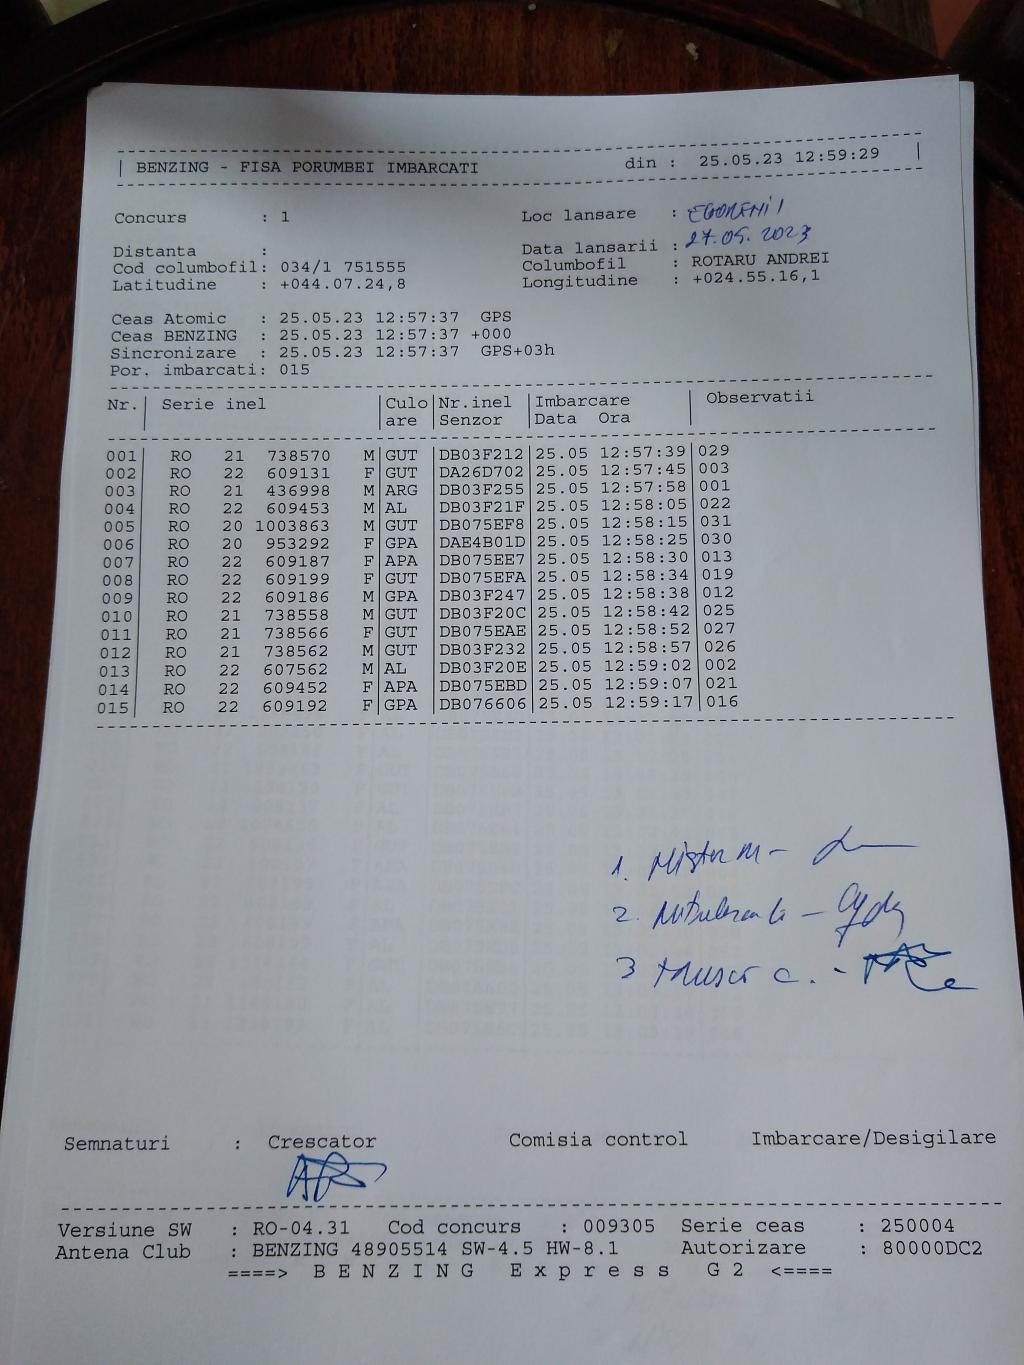 BENZING - FISA PORUMBEI IMBARCATI din : 25.05.23 12:59:29
Concurs : 1 Loc lansare :
Distanta : Data lansarii : 27.05.2023
Cod columbofil: 034/1 751555 Columbofil : ROTARU ANDREI
Latitudine : +044.07.24,8 Longitudine : +024.55.16,1
Ceas Atomic : 25.05.23 12:57:37 GPS
Ceas BENZING : 25.05.23 12:57:37 +000
Sincronizare : 25.05.23 12:57:37 GPS+03h
Por. imbarcati: 015
Nr.| Serie inel |Culo|Nr.inel |Imbarcare | Observatii
|are |Senzor |Data Ora |
001| RO 21 738570 M|GUT |DB03F212|25.05 12:57:39|029
002| RO 22 609131 F|GUT |DA26D702|25.05 12:57:45|003
003| RO 21 436998 M|ARG |DB03F255|25.05 12:57:58|001
004| RO 22 609453 M|AL |DB03F21F|25.05 12:58:05|022
005| RO 20 1003863 M|GUT |DB075EF8|25.05 12:58:15|031
006| RO 20 953292 F|GPA |DAE4B01D|25.05 12:58:25|030
007| RO 22 609187 F|APA |DB075EE7|25.05 12:58:30|013
008| RO 22 609199 F|GUT |DB075EFA|25.05 12:58:34|019
009| RO 22 609186 M|GPA |DB03F247|25.05 12:58:38|012
010| RO 21 738558 M|GUT |DB03F20C|25.05 12:58:42|025
011| RO 21 738566 F|GUT |DB075EAE|25.05 12:58:52|027
012| RO 21 738562 M|GUT |DB03F232|25.05 12:58:57|026
013| RO 22 607562 M|AL |DB03F20E|25.05 12:59:02|002
014| RO 22 609452 F|APA |DB075EBD|25.05 12:59:07|021
015| RO 22 609192 F|GPA |DB076606|25.05 12:59:17|016
1.
2.
3
Semnaturi : Crescator Comisia control Imbarcare/Desigilare
Versiune SW : RO-04.31 Cod concurs : 009305 Serie ceas : 250004
Antena Club : BENZING 48905514 SW-4.5 HW-8.1 Autorizare : 80000DC2
====> B E N Z I N G E x p r e s s G 2 <====